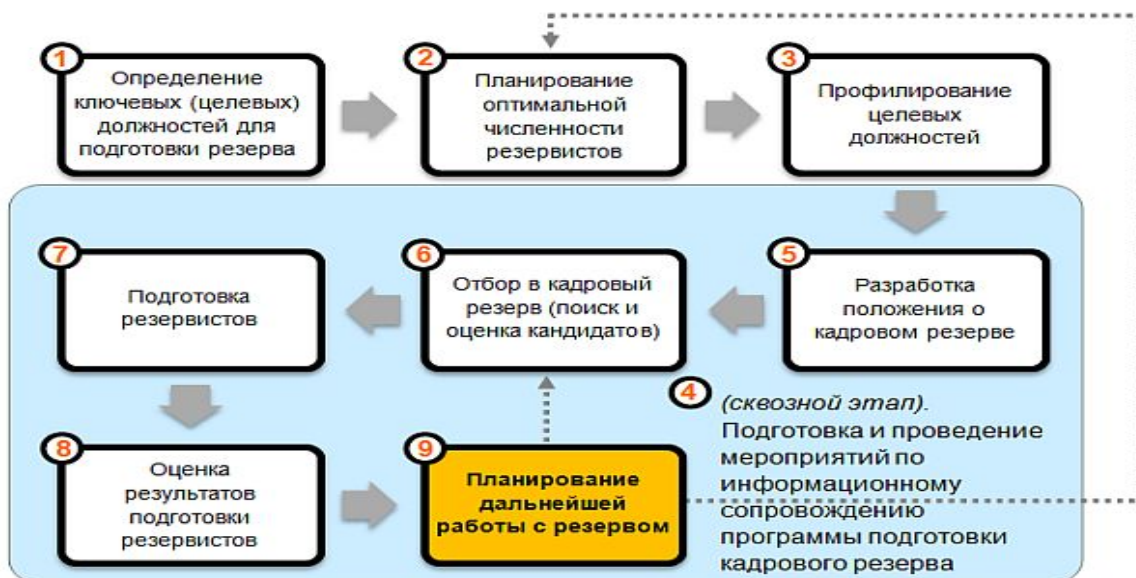 1
Определение
ключевых (целевых)
должностей для
подготовки резерва
2
Планирование
оптимальной
численности
резервистов
3
Профилирование
целевых
должностей
7
Подготовка
резервистов
6
Отбор в кадровый
резерв (поиск и
оценка кандидатов)
5
Разработка
положения о
кадровом резерве
4
(сквозной этап).
Подготовка и проведение
мероприятий по
информационному
сопровождению
программы подготовки
кадрового резерва
8
Оценка
результатов
подготовки
резервистов
9
Планирование
дальнейшей
работы с резервом